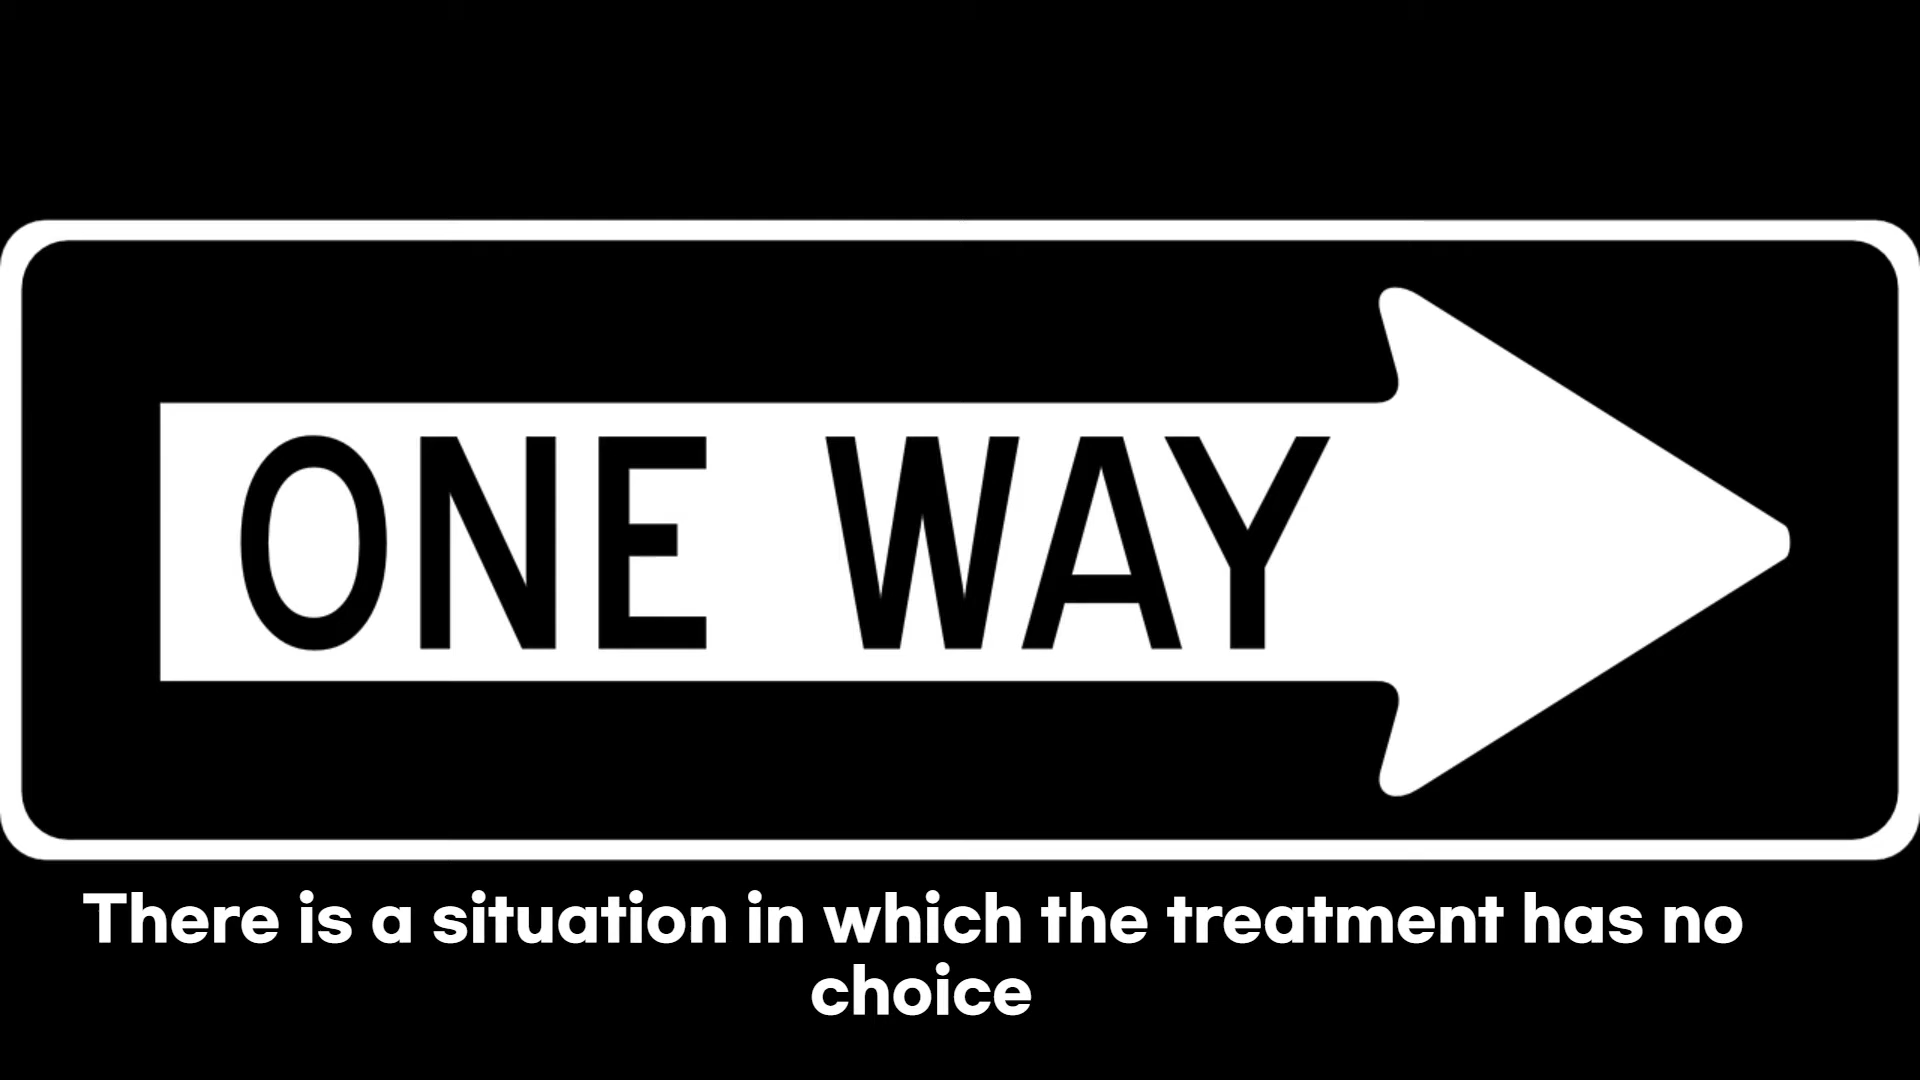 ONE WAY
There is a situation in which the treatment has no
choice